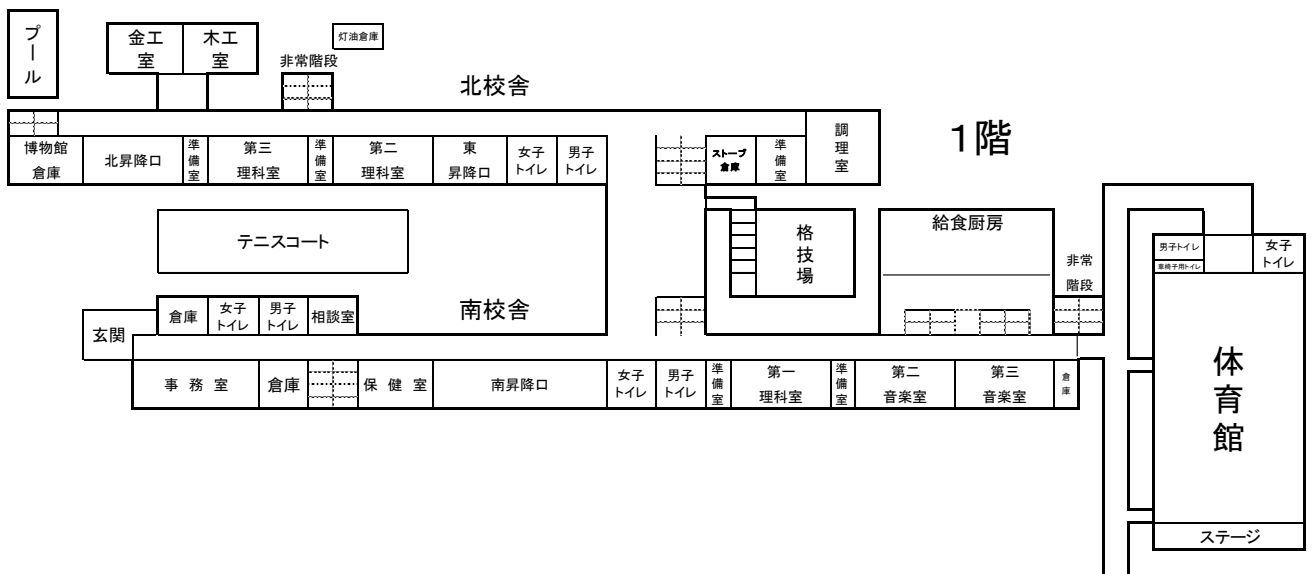 プール
金工室
木工室
灯油倉庫
非常階段
北校舎
1階
博物館倉庫
北昇降口
準備室
第三理科室
準備室
第二理科室
東昇降口
女子トイレ
男子トイレ
ストーブ倉庫
準備室
調理室
テニスコート
格技場
給食厨房
非常階段
男子トイレ
車椅子用トイレ
女子トイレ
体育館
ステージ
玄関
倉庫
女子トイレ
男子トイレ
相談室
南校舎
事務室
倉庫
保健室
南昇降口
女子トイレ
男子トイレ
準備室
第一理科室
準備室
第二音楽室
第三音楽室
倉庫